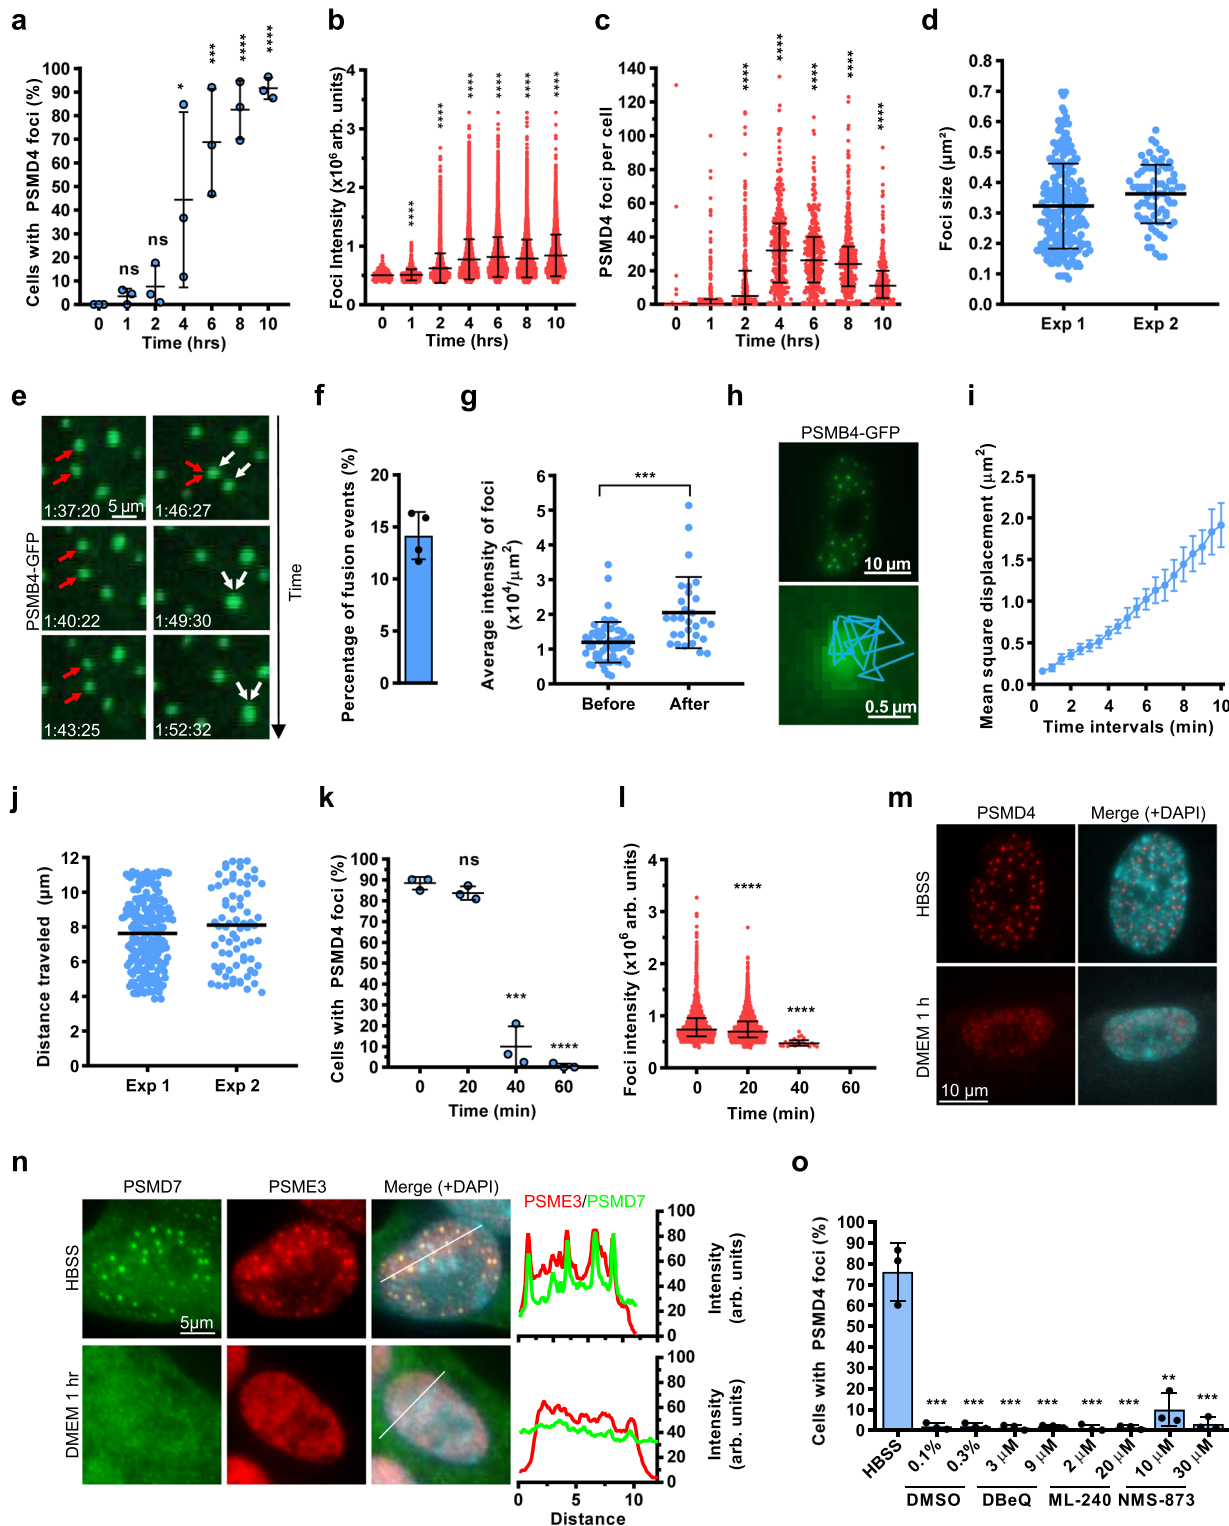 a
Cells with PSMD4 foci (%)
100
90
80
70
60
50
40
30
20
10
0
ns
ns
*
***
****
****
0 1 2 4 6 8 10
Time (hrs)
b
Foci Intensity (x10⁶ arb. units)
4
3
2
1
0
****
****
****
****
****
****
0 1 2 4 6 8 10
Time (hrs)
c
PSMD4 foci per cell
140
120
100
80
60
40
20
0
****
****
****
****
****
0 1 2 4 6 8 10
Time (hrs)
d
Foci size (µm²)
0.8
0.7
0.6
0.5
0.4
0.3
0.2
0.1
0.0
Exp 1 Exp 2
e
PSMB4-GFP
1:37:20
5 µm
1:46:27
1:40:22
1:49:30
1:43:25
1:52:32
Time
f
Percentage of fusion events (%)
20
15
10
5
0
g
Average intensity of foci
(x10⁴/µm²)
6
5
4
3
2
1
0
***
Before After
h
PSMB4-GFP
10 µm
0.5 µm
i
Mean square displacement (µm²)
2.5
2.0
1.5
1.0
0.5
0
0 2 4 6 8 10
Time intervals (min)
j
Distance traveled (µm)
12
10
8
6
4
2
0
Exp 1 Exp 2
k
Cells with PSMD4 foci (%)
100
90
80
70
60
50
40
30
20
10
0
ns
***
****
0 20 40 60
Time (min)
l
Foci intensity (x10⁶ arb. units)
4
3
2
1
0
****
****
0 20 40 60
Time (min)
m
PSMD4 Merge (+DAPI)
HBSS
DMEM 1 h
10 µm
n
PSMD7 PSME3 Merge (+DAPI)
HBSS
5µm
DMEM 1 hr
PSME3/PSMD7
100
80
60
40
20
0
Intensity
(arb. units)
100
80
60
40
20
0
Intensity
(arb. units)
0 5 10
Distance
o
Cells with PSMD4 foci (%)
100
90
80
70
60
50
40
30
20
10
0
*** *** *** *** *** *** ** ***
HBSS 0.1% 0.3% 3 µM 9 µM 2 µM 20 µM 10 µM 30 µM
DMSO DBeQ ML-240 NMS-873